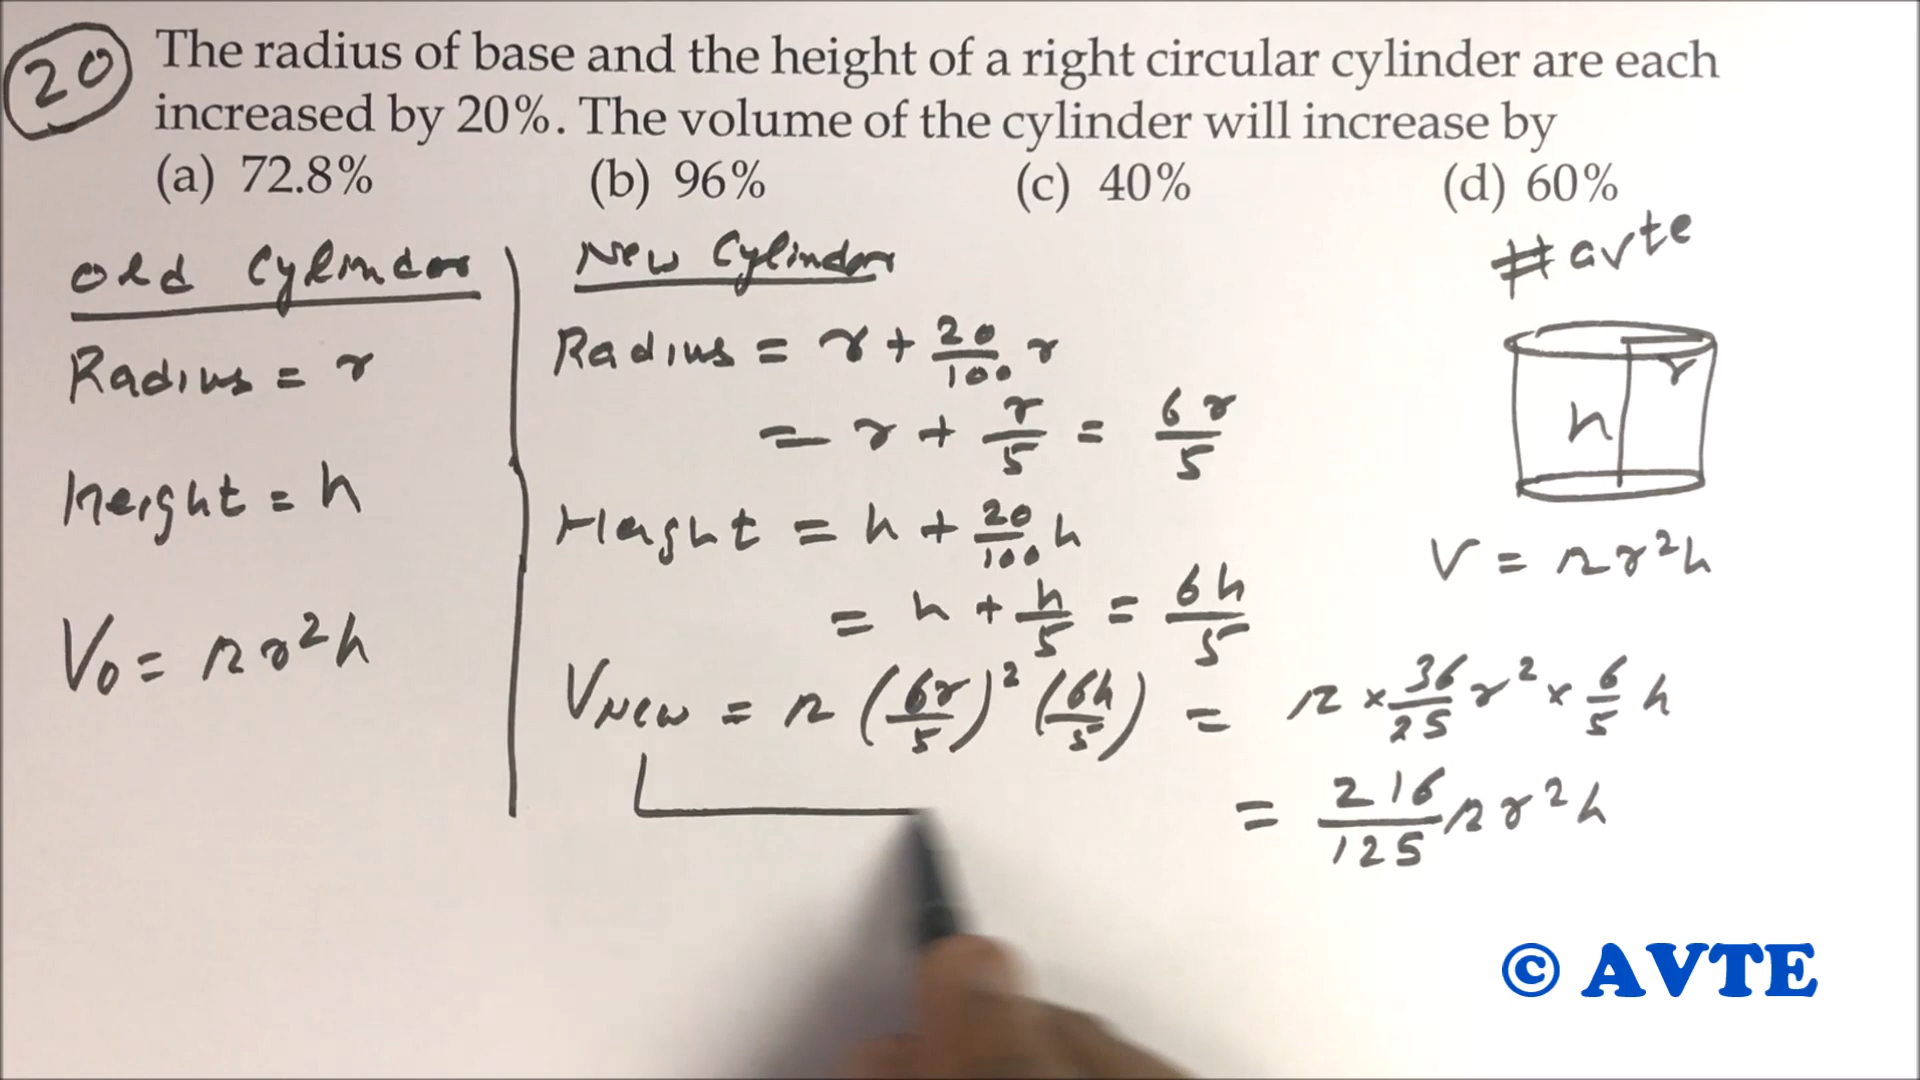 20
The radius of base and the height of a right circular cylinder are each
increased by 20%. The volume of the cylinder will increase by
(a) 72.8% (b) 96% (c) 40% (d) 60%
#avte
Old Cylinder
Radius = r
Height = h
V₀ = πr²h
New Cylinder
Radius = r + 20/100 r
= r + r/5 = 6r/5
Height = h + 20/100 h
= h + h/5 = 6h/5
V New = π (6r/5)² (6h/5) = π × 36/25 r² × 6/5 h
= 216/125 πr²h
r
h
V = πr²h
© AVTE